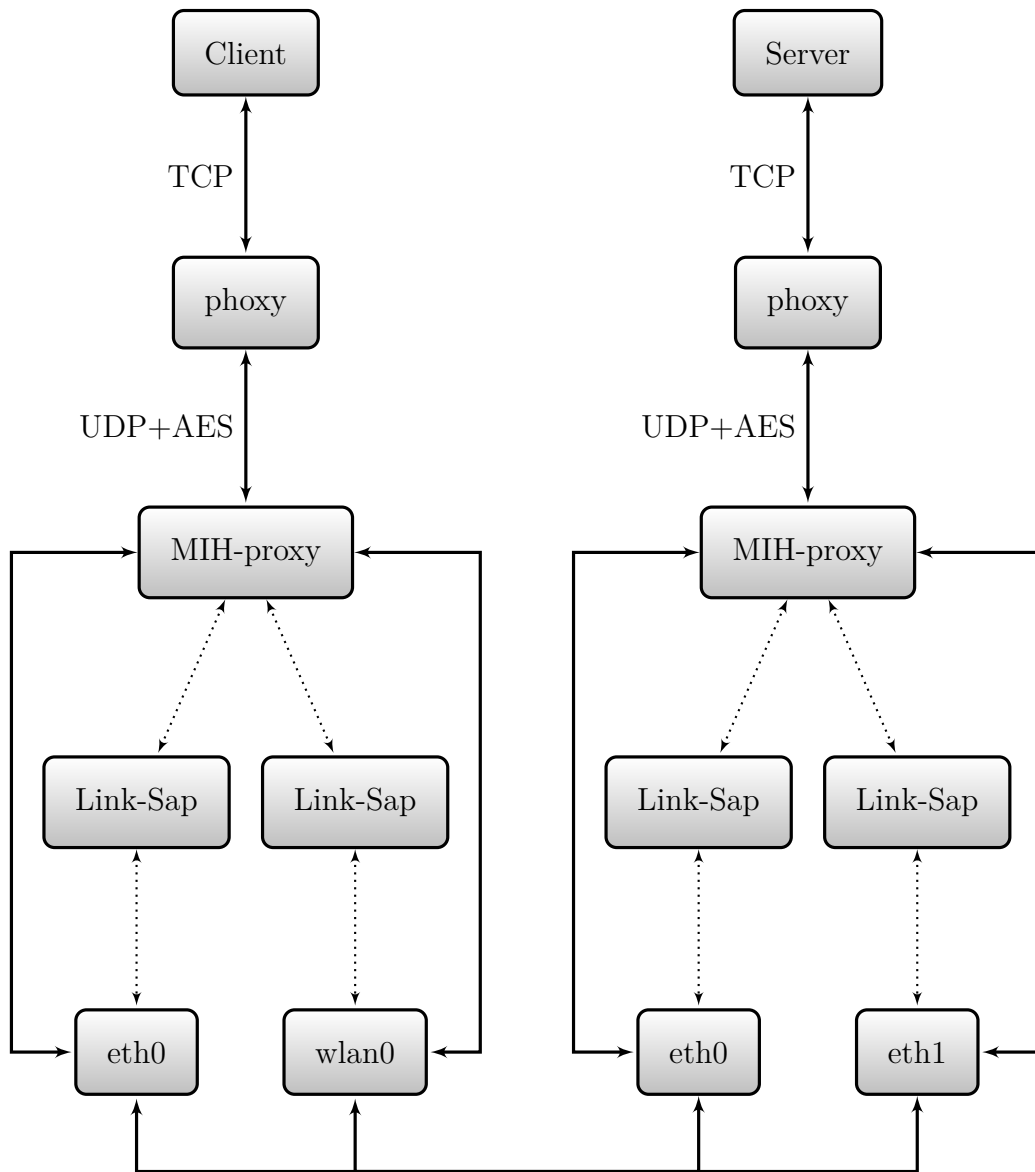 Client Server
TCP TCP
phoxy phoxy
UDP+AES UDP+AES
MIH-proxy MIH-proxy
Link-Sap Link-Sap Link-Sap Link-Sap
eth0 wlan0 eth0 eth1